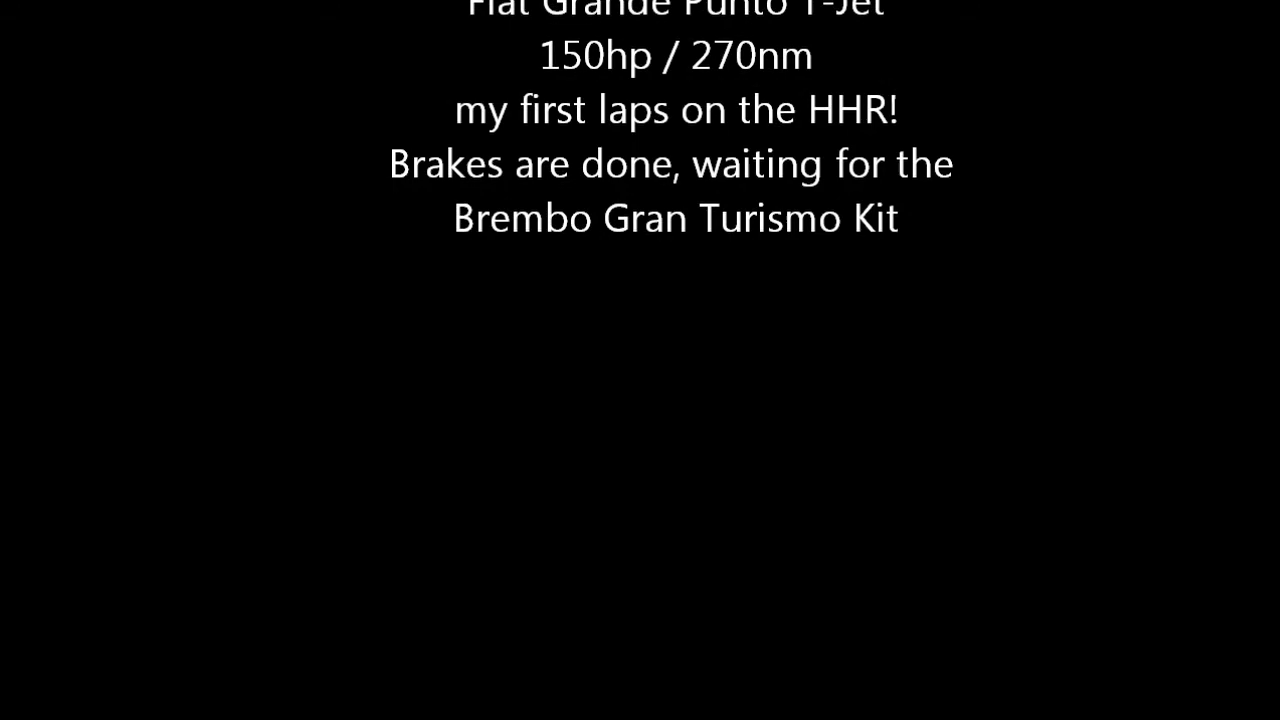 Fiat Grande Punto T-Jet
150hp / 270nm
my first laps on the HHR!
Brakes are done, waiting for the
Brembo Gran Turismo Kit